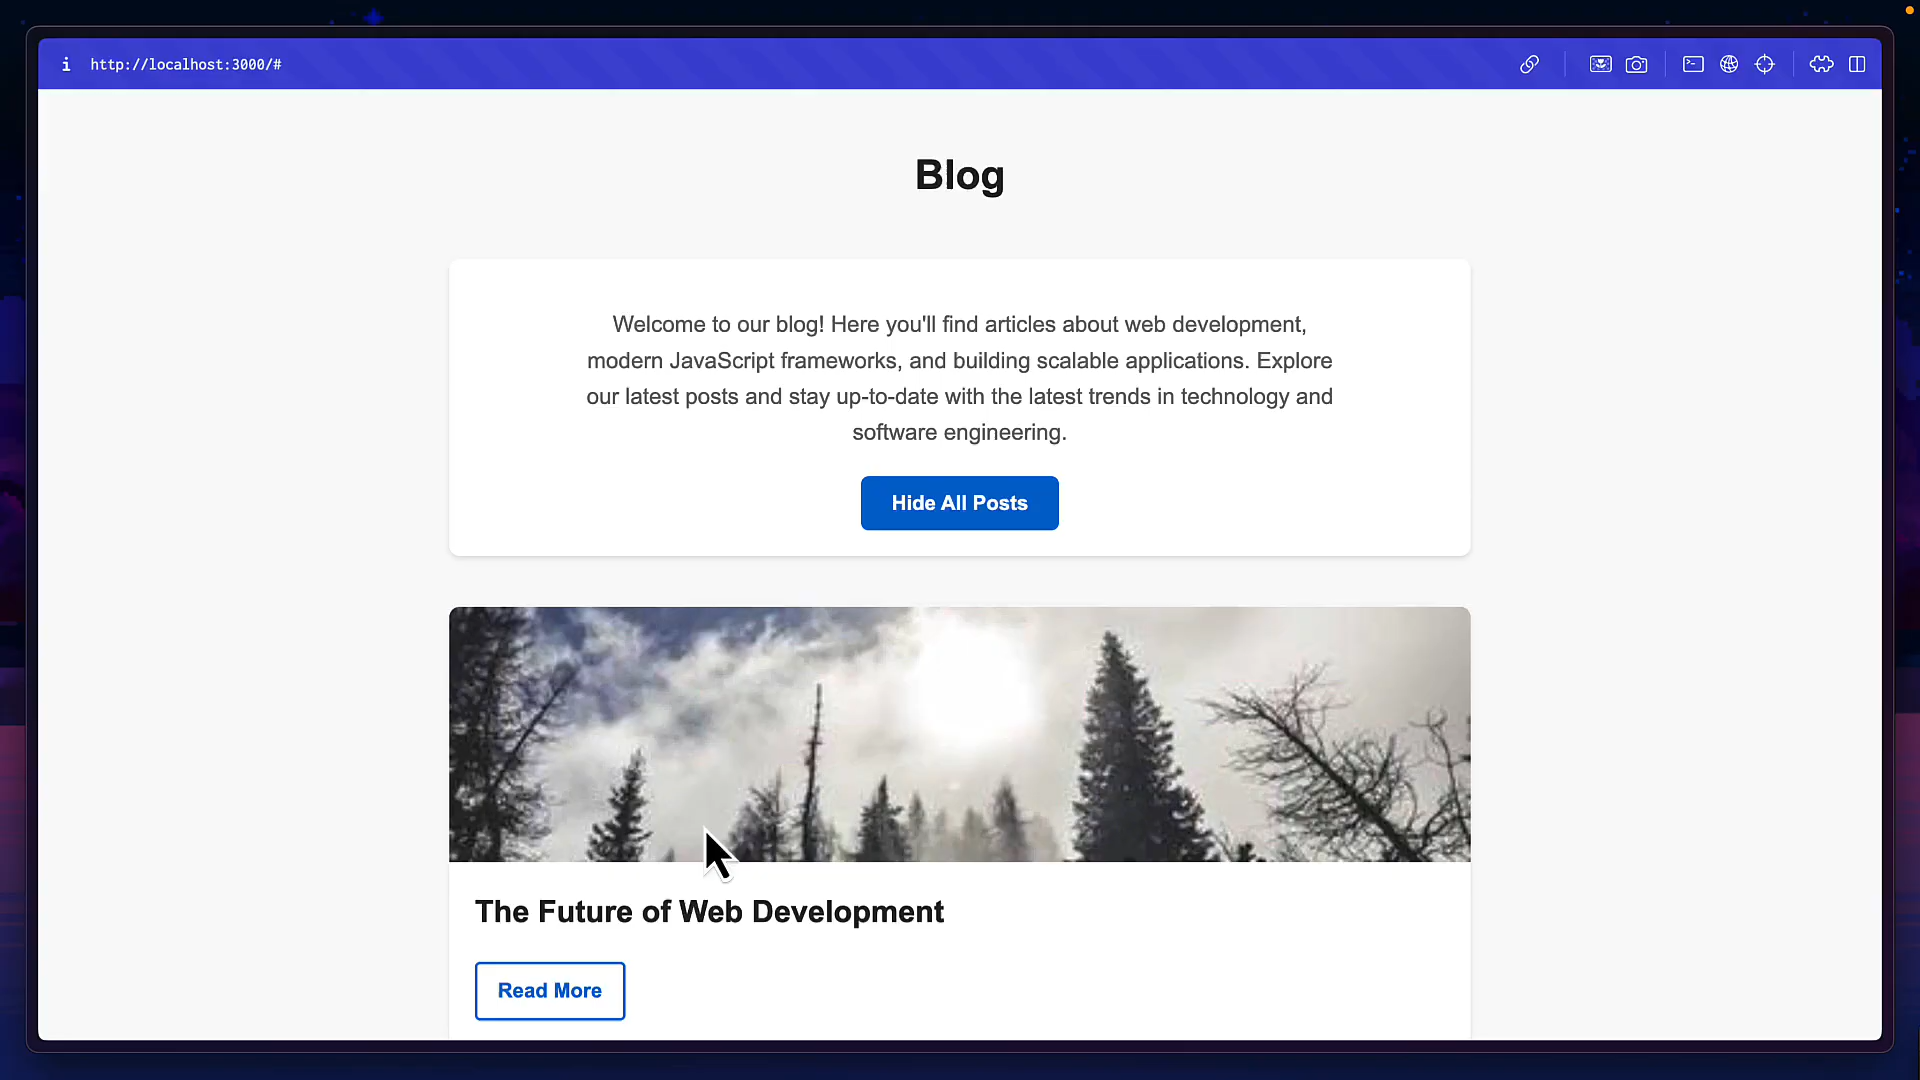 i http://localhost:3000/#
Blog
Welcome to our blog! Here you'll find articles about web development,
modern JavaScript frameworks, and building scalable applications. Explore
our latest posts and stay up-to-date with the latest trends in technology and
software engineering.
Hide All Posts
The Future of Web Development
Read More